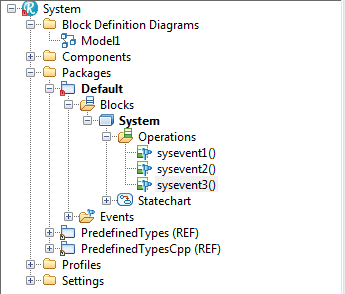 System
Block Definition Diagrams
Model1
Components
Packages
Default
Blocks
System
Operations
sysevent1()
sysevent2()
sysevent3()
Statechart
Events
PredefinedTypes (REF)
PredefinedTypesCpp (REF)
Profiles
Settings